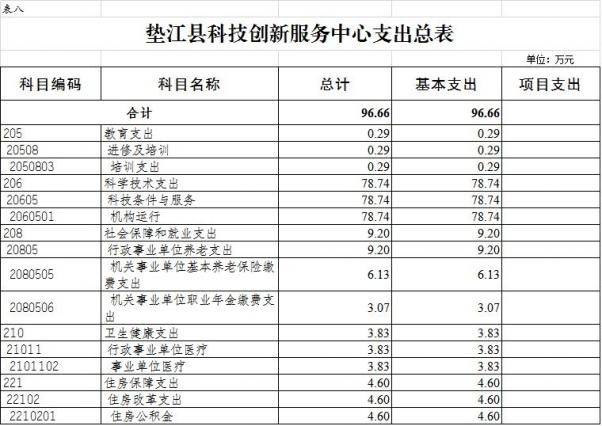 表八
垫江县科技创新服务中心支出总表
单位：万元
科目编码 科目名称 总计 基本支出 项目支出
合计 96.66 96.66
205 教育支出 0.29 0.29
20508 进修及培训 0.29 0.29
2050803 培训支出 0.29 0.29
206 科学技术支出 78.74 78.74
20605 科技条件与服务 78.74 78.74
2060501 机构运行 78.74 78.74
208 社会保障和就业支出 9.20 9.20
20805 行政事业单位养老支出 9.20 9.20
2080505 机关事业单位基本养老保险缴 6.13 6.13
费支出
2080506 机关事业单位职业年金缴费支 3.07 3.07
出
210 卫生健康支出 3.83 3.83
21011 行政事业单位医疗 3.83 3.83
2101102 事业单位医疗 3.83 3.83
221 住房保障支出 4.60 4.60
22102 住房改革支出 4.60 4.60
2210201 住房公积金 4.60 4.60